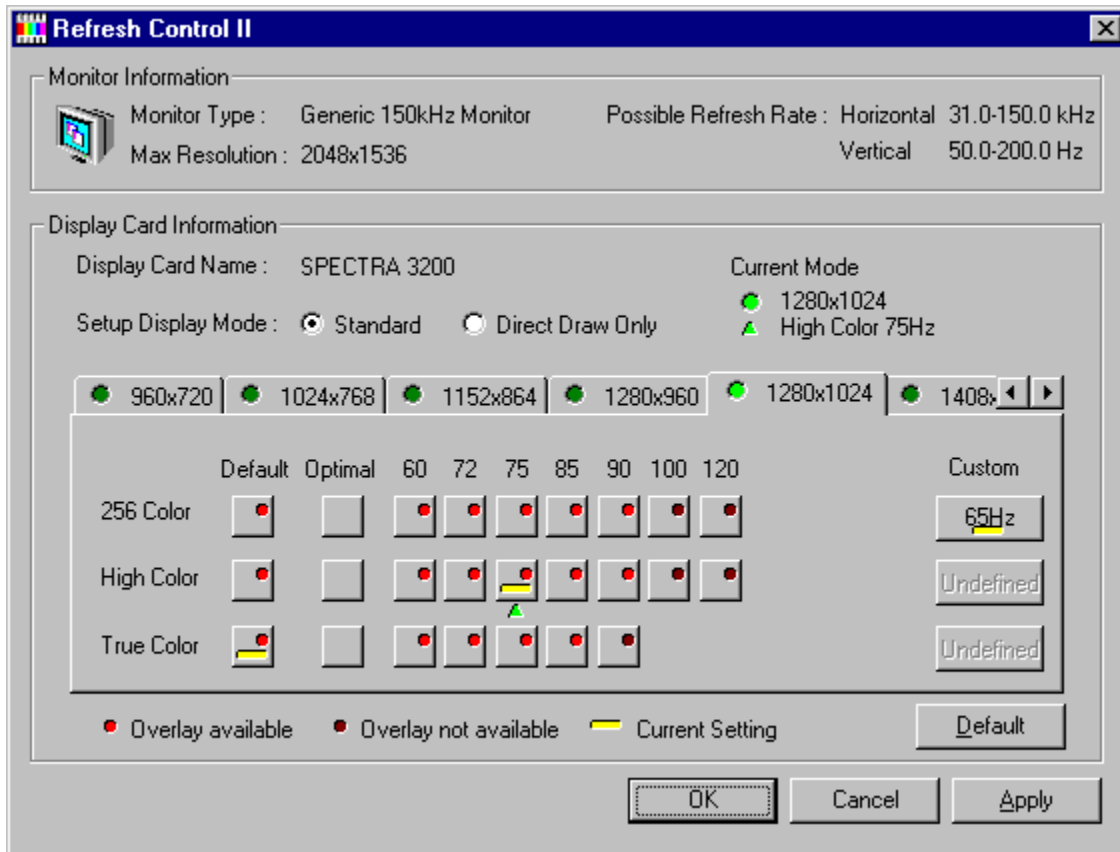 Refresh Control II
Monitor Information
Monitor Type : Generic 150kHz Monitor Possible Refresh Rate : Horizontal 31.0-150.0 kHz
Max Resolution : 2048x1536 Vertical 50.0-200.0 Hz
Display Card Information
Display Card Name : SPECTRA 3200 Current Mode
1280x1024
Setup Display Mode : Standard Direct Draw Only High Color 75Hz
960x720 1024x768 1152x864 1280x960 1280x1024 1408x
Default Optimal 60 72 75 85 90 100 120 Custom
256 Color 65Hz
High Color Undefined
True Color Undefined
Overlay available Overlay not available Current Setting Default
OK Cancel Apply